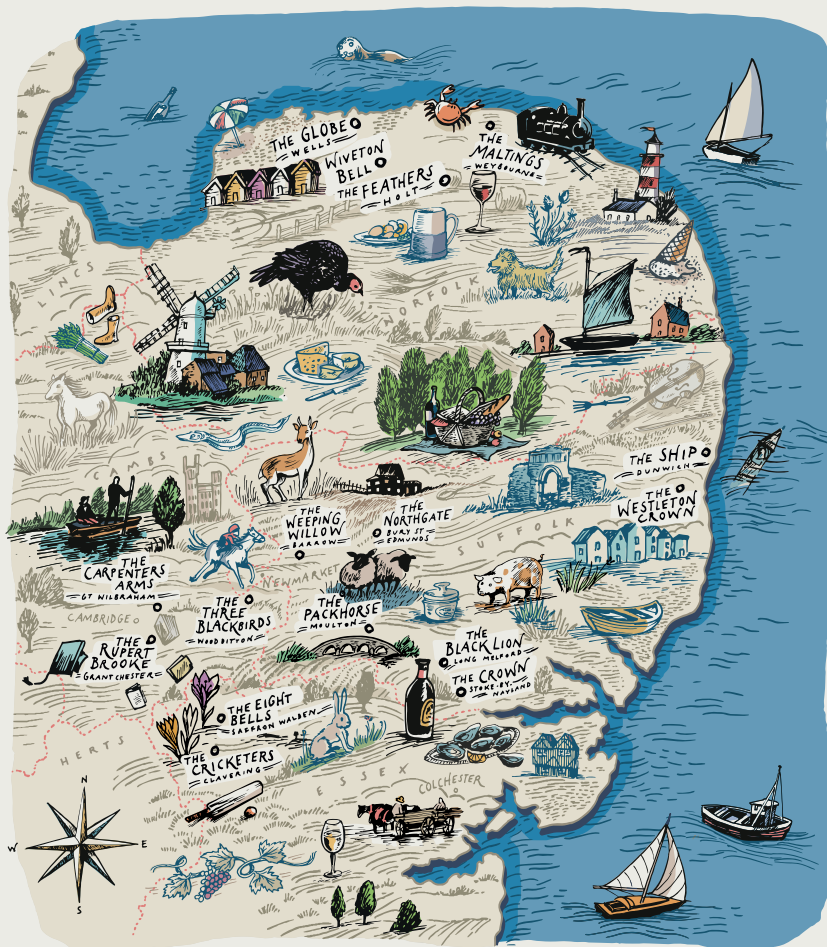 THE GLOBE
WELLS
WIVETON
BELL
THE FEATHERS
HOLT
THE
MALTINGS
WEYBOURNE
LINCS
NORFOLK
CAMBS
THE SHIP
DUNWICH
THE
WESTLETON
CROWN
THE
WEEPING
WILLOW
BARROW
THE
NORTHGATE
BURY ST
EDMUNDS
SUFFOLK
THE
CARPENTERS
ARMS
GT WILBRAHAM
NEWMARKET
CAMBRIDGE
THE
THREE
BLACKBIRDS
WOODDITTON
THE
PACKHORSE
MOULTON
THE
RUPERT
BROOKE
GRANTCHESTER
THE
BLACK LION
LONG MELFORD
THE CROWN
STOKE-BY-
NAYLAND
THE EIGHT
BELLS
SAFFRON WALDEN
THE
CRICKETERS
CLAVERING
HERTS
ESSEX
COLCHESTER
N
W
E
S